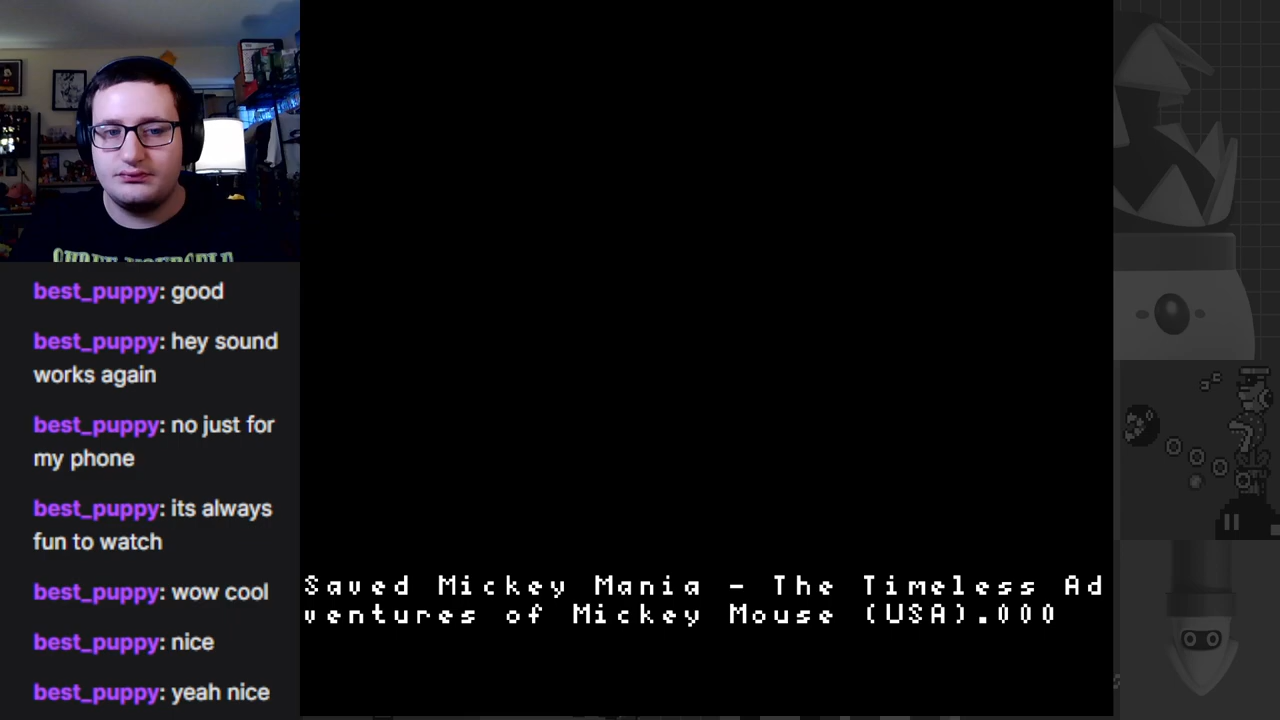 best_puppy: good
best_puppy: hey sound
works again
best_puppy: no just for
my phone
best_puppy: its always
fun to watch
best_puppy: wow cool
best_puppy: nice
best_puppy: yeah nice
Saved Mickey Mania - The Timeless Ad
ventures of Mickey Mouse (USA).000